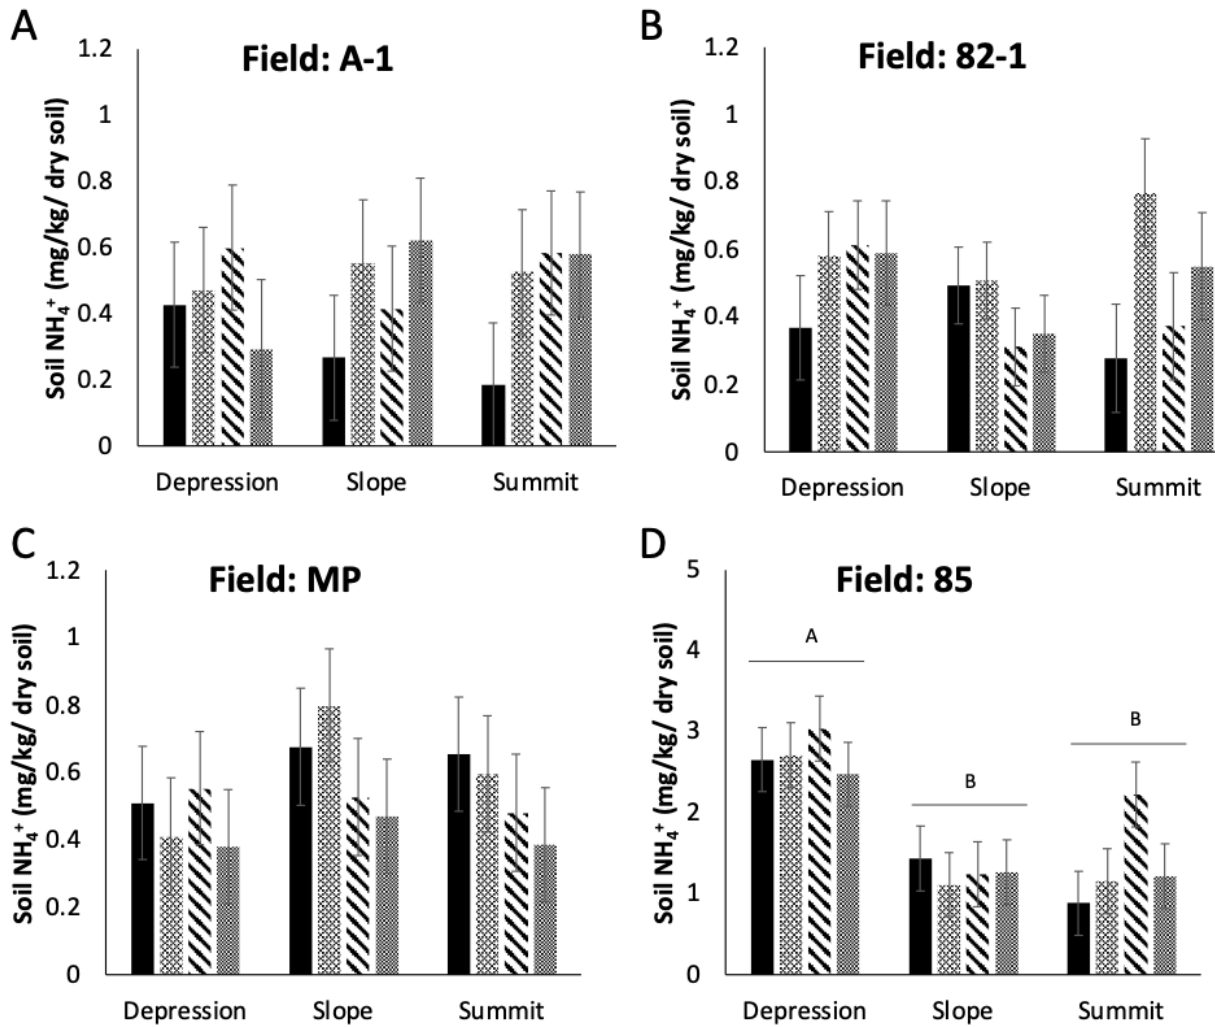 A
Field: A-1
Soil NH₄⁺ (mg/kg/ dry soil)
1.2
1
0.8
0.6
0.4
0.2
0
Depression Slope Summit
B
Field: 82-1
Soil NH₄⁺ (mg/kg/ dry soil)
1.2
1
0.8
0.6
0.4
0.2
0
Depression Slope Summit
C
Field: MP
Soil NH₄⁺ (mg/kg/ dry soil)
1.2
1
0.8
0.6
0.4
0.2
0
Depression Slope Summit
D
Field: 85
Soil NH₄⁺ (mg/kg/ dry soil)
5
4
3
2
1
0
A
B
B
Depression Slope Summit